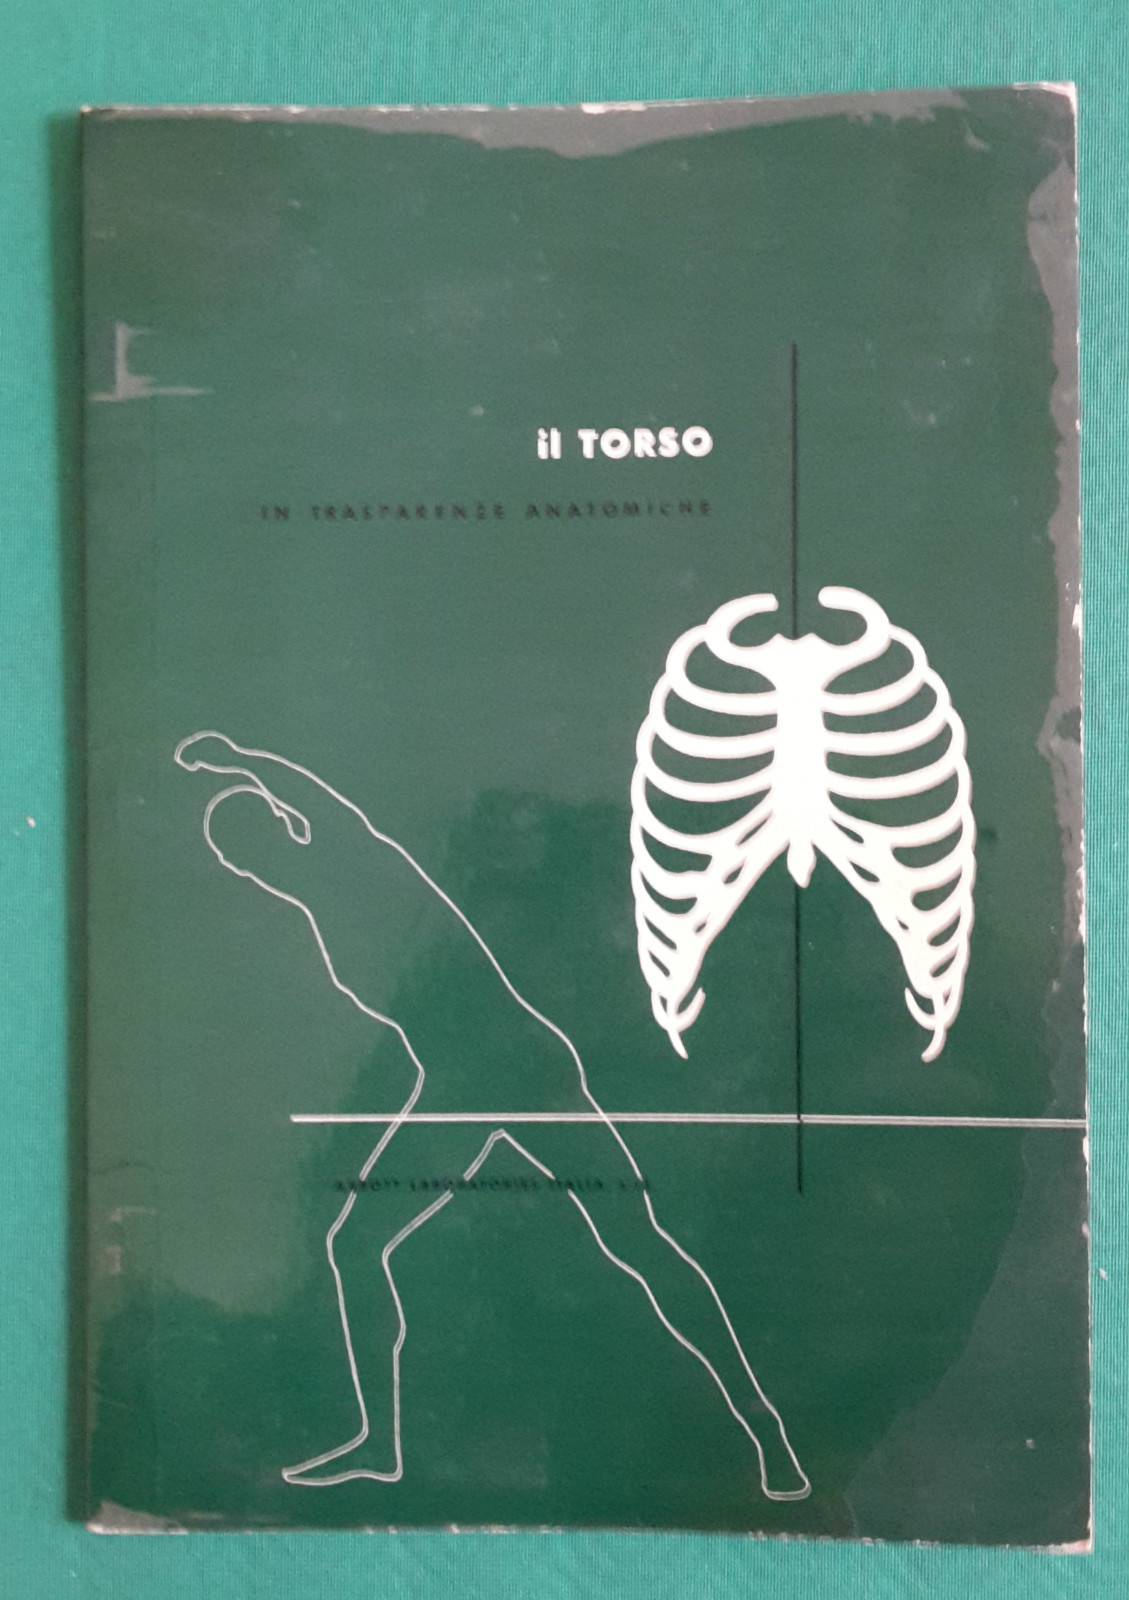 il TORSO
IN TRASPARENZE ANATOMICHE
ABBOTT LABORATORIES ITALIA,